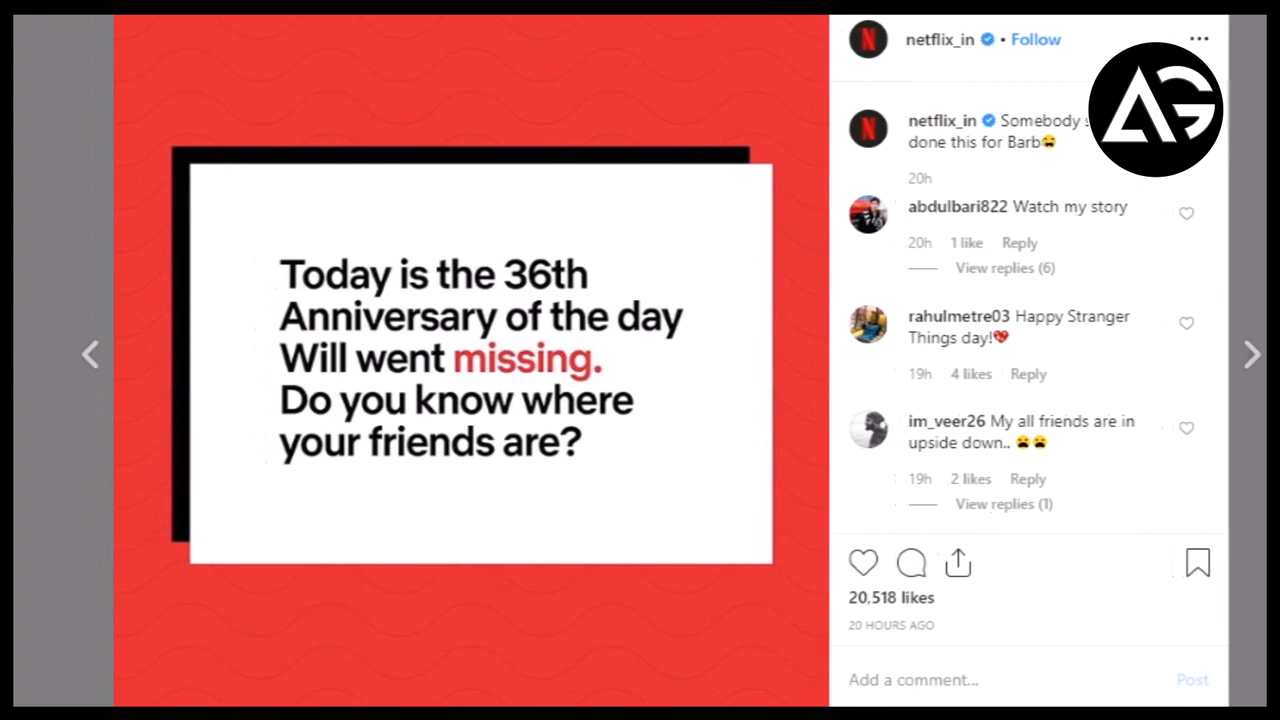 Today is the 36th
Anniversary of the day
Will went missing.
Do you know where
your friends are?
netflix_in • Follow
netflix_in Somebody
done this for Barb😫
20h
abdulbari822 Watch my story
20h 1 like Reply
View replies (6)
rahulmetre03 Happy Stranger
Things day!💖
19h 4 likes Reply
im_veer26 My all friends are in
upside down.. 😫😫
19h 2 likes Reply
View replies (1)
20,518 likes
20 HOURS AGO
Add a comment... Post
AG